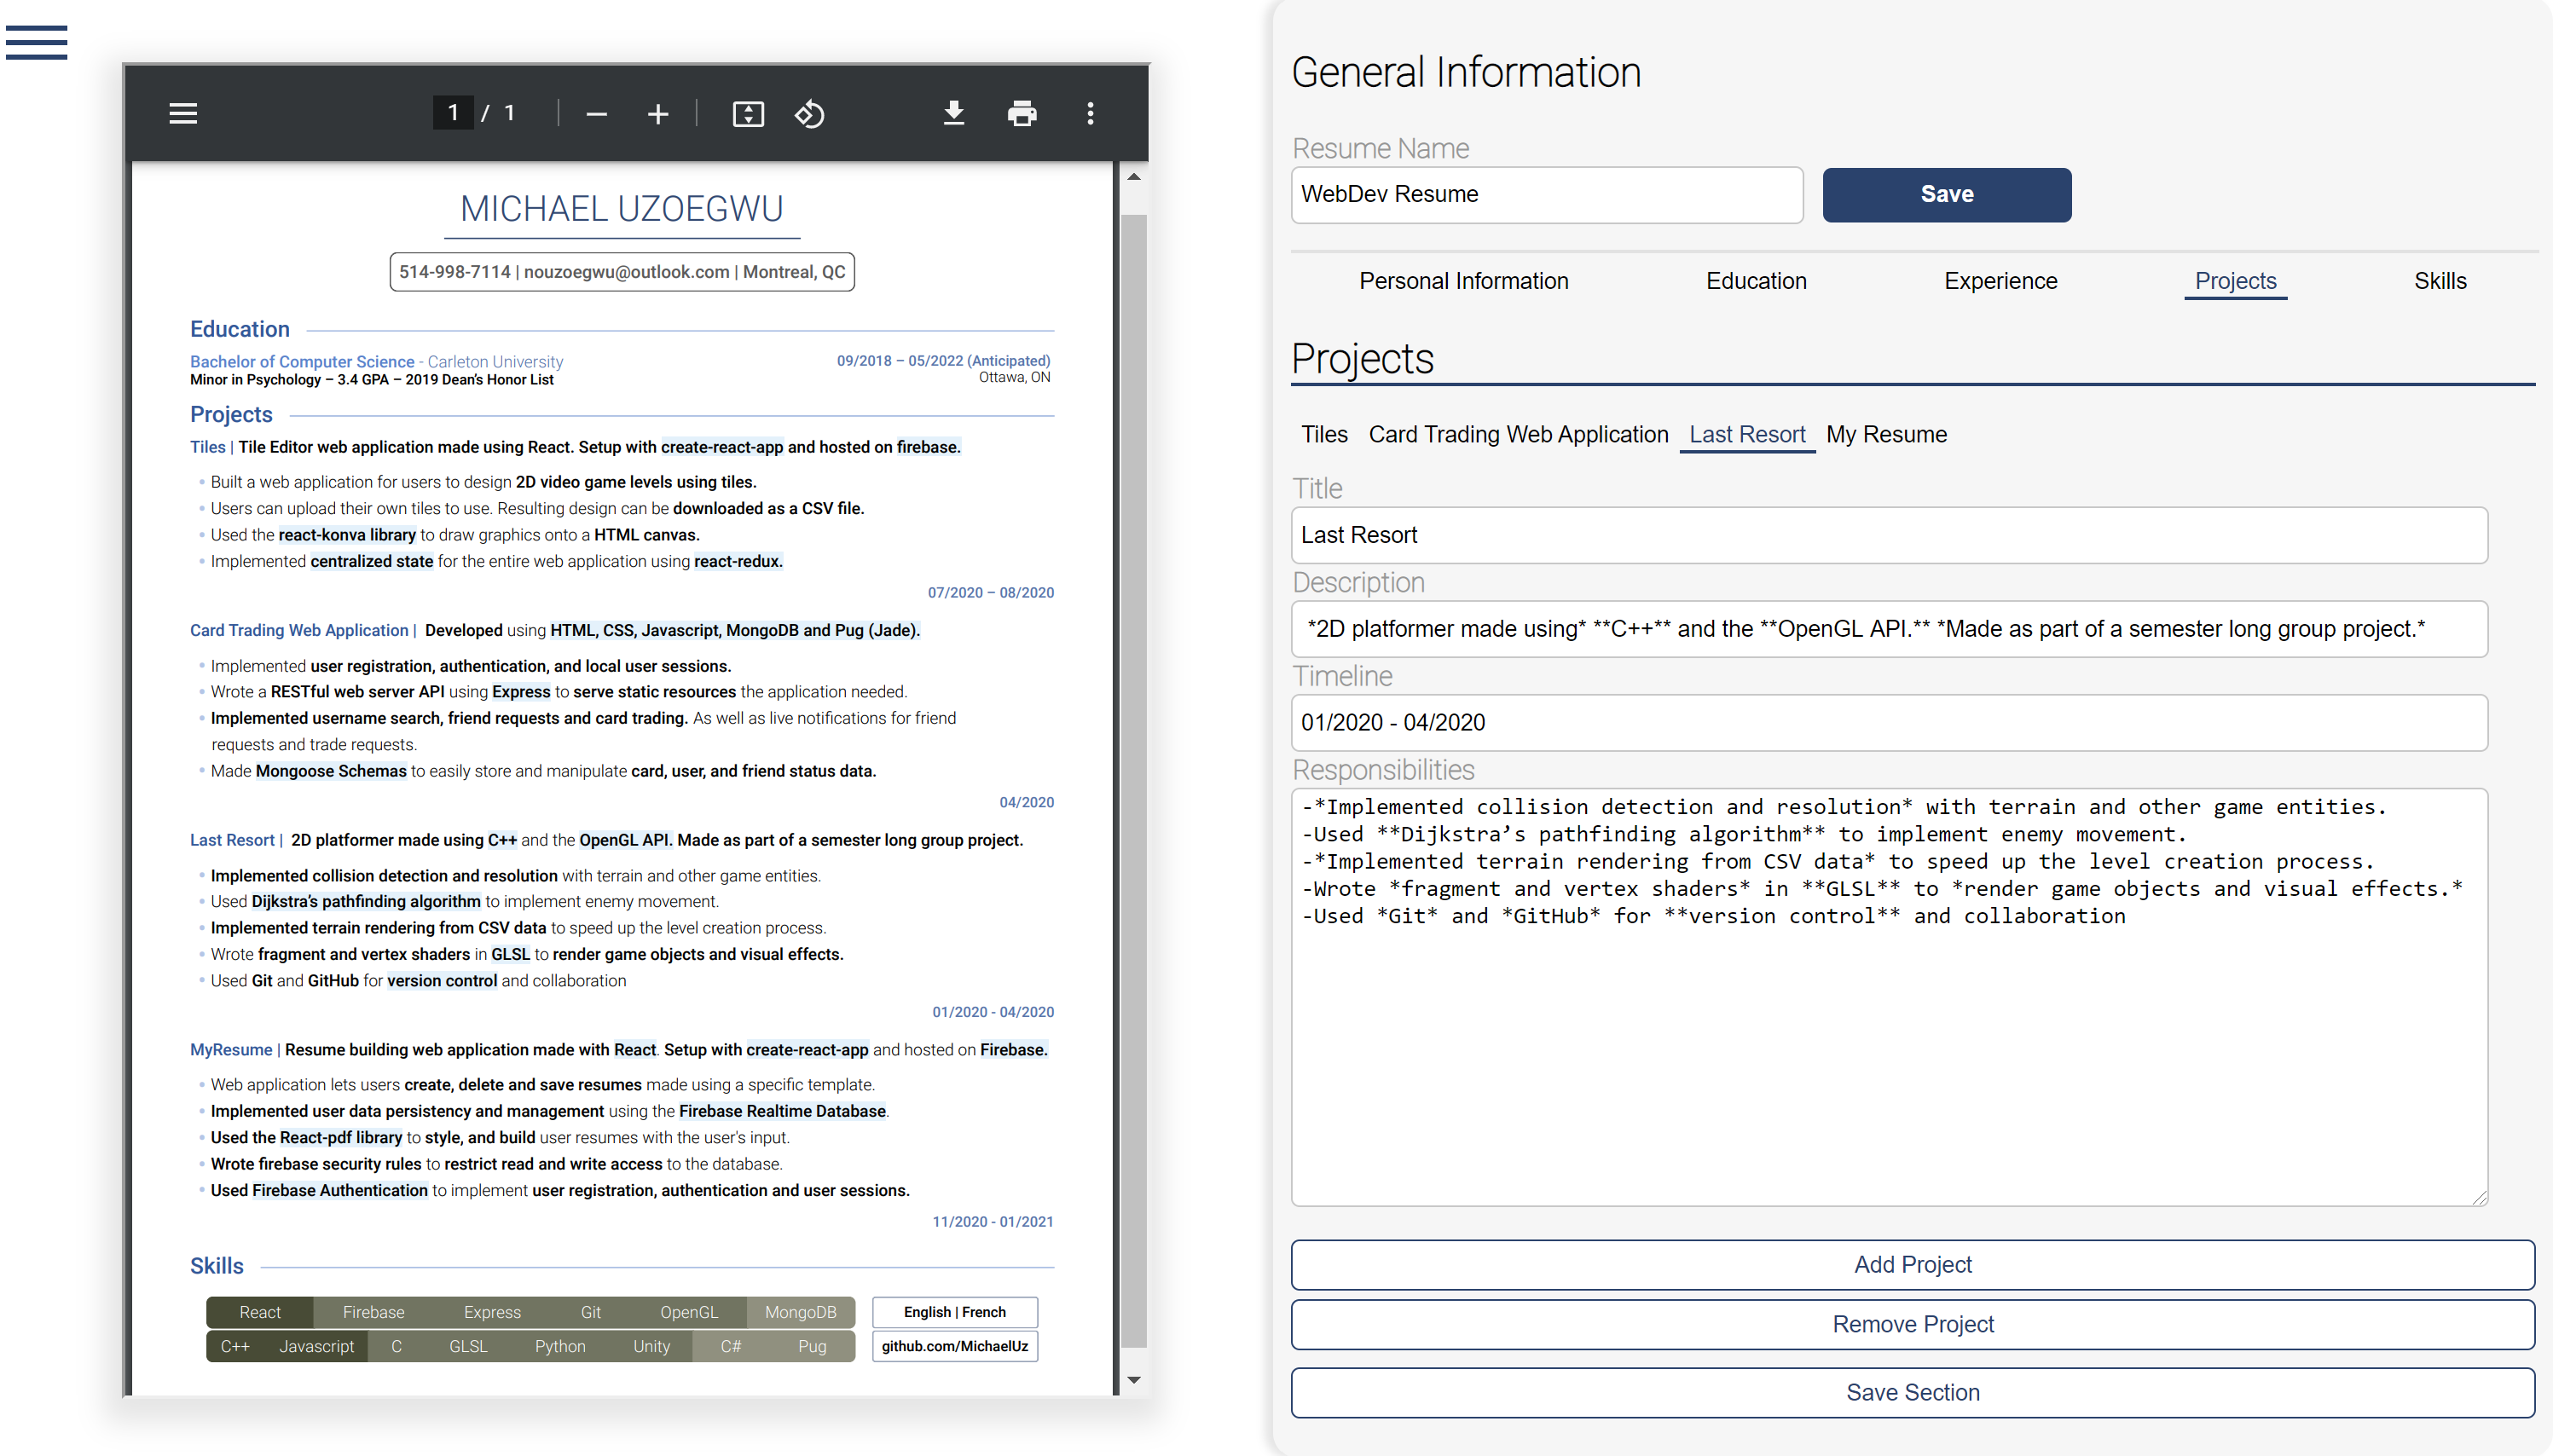 1 / 1
MICHAEL UZOEGWU
514-998-7114 | nouzoegwu@outlook.com | Montreal, QC
Education
Bachelor of Computer Science - Carleton University 09/2018 – 05/2022 (Anticipated)
Minor in Psychology – 3.4 GPA – 2019 Dean’s Honor List Ottawa, ON
Projects
Tiles | Tile Editor web application made using React. Setup with create-react-app and hosted on firebase.
• Built a web application for users to design 2D video game levels using tiles.
• Users can upload their own tiles to use. Resulting design can be downloaded as a CSV file.
• Used the react-konva library to draw graphics onto a HTML canvas.
• Implemented centralized state for the entire web application using react-redux.
07/2020 – 08/2020
Card Trading Web Application | Developed using HTML, CSS, Javascript, MongoDB and Pug (Jade).
• Implemented user registration, authentication, and local user sessions.
• Wrote a RESTful web server API using Express to serve static resources the application needed.
• Implemented username search, friend requests and card trading. As well as live notifications for friend
requests and trade requests.
• Made Mongoose Schemas to easily store and manipulate card, user, and friend status data.
04/2020
Last Resort | 2D platformer made using C++ and the OpenGL API. Made as part of a semester long group project.
• Implemented collision detection and resolution with terrain and other game entities.
• Used Dijkstra’s pathfinding algorithm to implement enemy movement.
• Implemented terrain rendering from CSV data to speed up the level creation process.
• Wrote fragment and vertex shaders in GLSL to render game objects and visual effects.
• Used Git and GitHub for version control and collaboration
01/2020 - 04/2020
MyResume | Resume building web application made with React. Setup with create-react-app and hosted on Firebase.
• Web application lets users create, delete and save resumes made using a specific template.
• Implemented user data persistency and management using the Firebase Realtime Database.
• Used the React-pdf library to style, and build user resumes with the user's input.
• Wrote firebase security rules to restrict read and write access to the database.
• Used Firebase Authentication to implement user registration, authentication and user sessions.
11/2020 - 01/2021
Skills
React Firebase Express Git OpenGL MongoDB
C++ Javascript C GLSL Python Unity C# Pug
English | French
github.com/MichaelUz
General Information
Resume Name
WebDev Resume
Save
Personal Information Education Experience Projects Skills
Projects
Tiles Card Trading Web Application Last Resort My Resume
Title
Last Resort
Description
*2D platformer made using* **C++** and the **OpenGL API.** *Made as part of a semester long group project.*
Timeline
01/2020 - 04/2020
Responsibilities
-*Implemented collision detection and resolution* with terrain and other game entities.
-Used **Dijkstra’s pathfinding algorithm** to implement enemy movement.
-*Implemented terrain rendering from CSV data* to speed up the level creation process.
-Wrote *fragment and vertex shaders* in **GLSL** to *render game objects and visual effects.*
-Used *Git* and *GitHub* for **version control** and collaboration
Add Project
Remove Project
Save Section